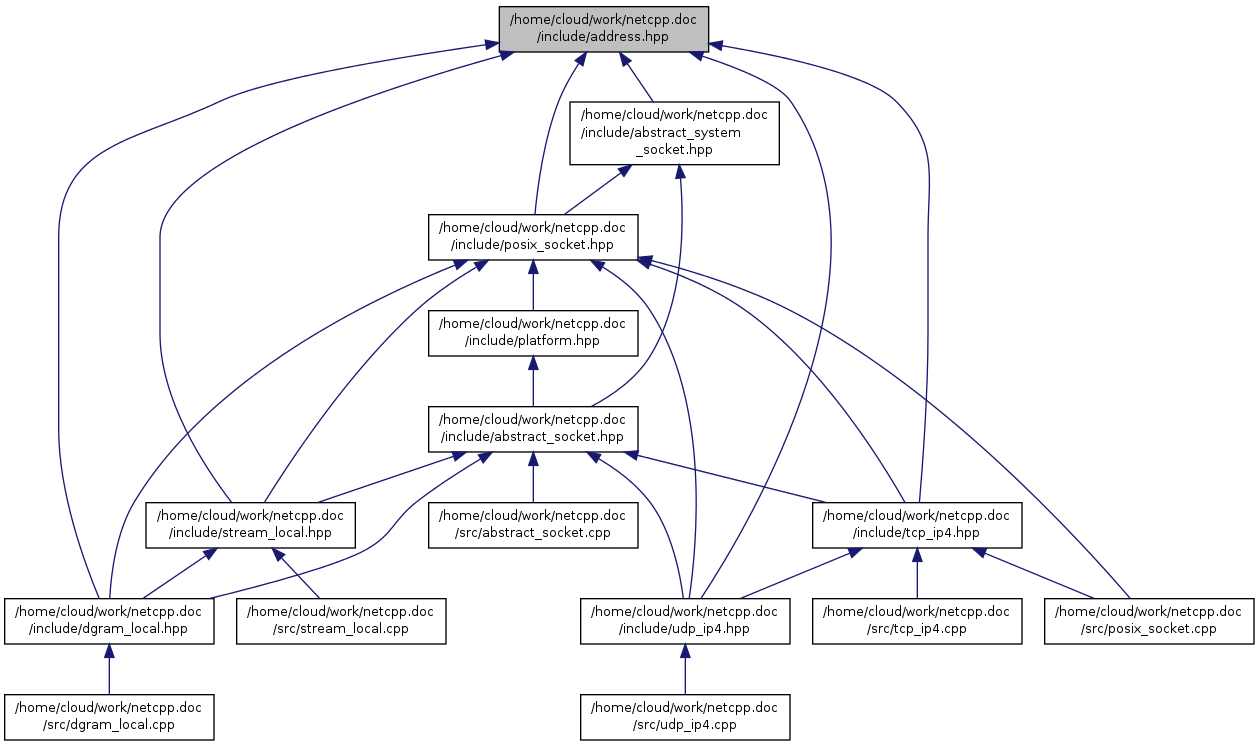 /home/cloud/work/netcpp.doc
/include/address.hpp
/home/cloud/work/netcpp.doc
/include/abstract_system
_socket.hpp
/home/cloud/work/netcpp.doc
/include/posix_socket.hpp
/home/cloud/work/netcpp.doc
/include/platform.hpp
/home/cloud/work/netcpp.doc
/include/abstract_socket.hpp
/home/cloud/work/netcpp.doc
/include/stream_local.hpp
/home/cloud/work/netcpp.doc
/src/abstract_socket.cpp
/home/cloud/work/netcpp.doc
/include/tcp_ip4.hpp
/home/cloud/work/netcpp.doc
/include/dgram_local.hpp
/home/cloud/work/netcpp.doc
/src/stream_local.cpp
/home/cloud/work/netcpp.doc
/include/udp_ip4.hpp
/home/cloud/work/netcpp.doc
/src/tcp_ip4.cpp
/home/cloud/work/netcpp.doc
/src/posix_socket.cpp
/home/cloud/work/netcpp.doc
/src/dgram_local.cpp
/home/cloud/work/netcpp.doc
/src/udp_ip4.cpp